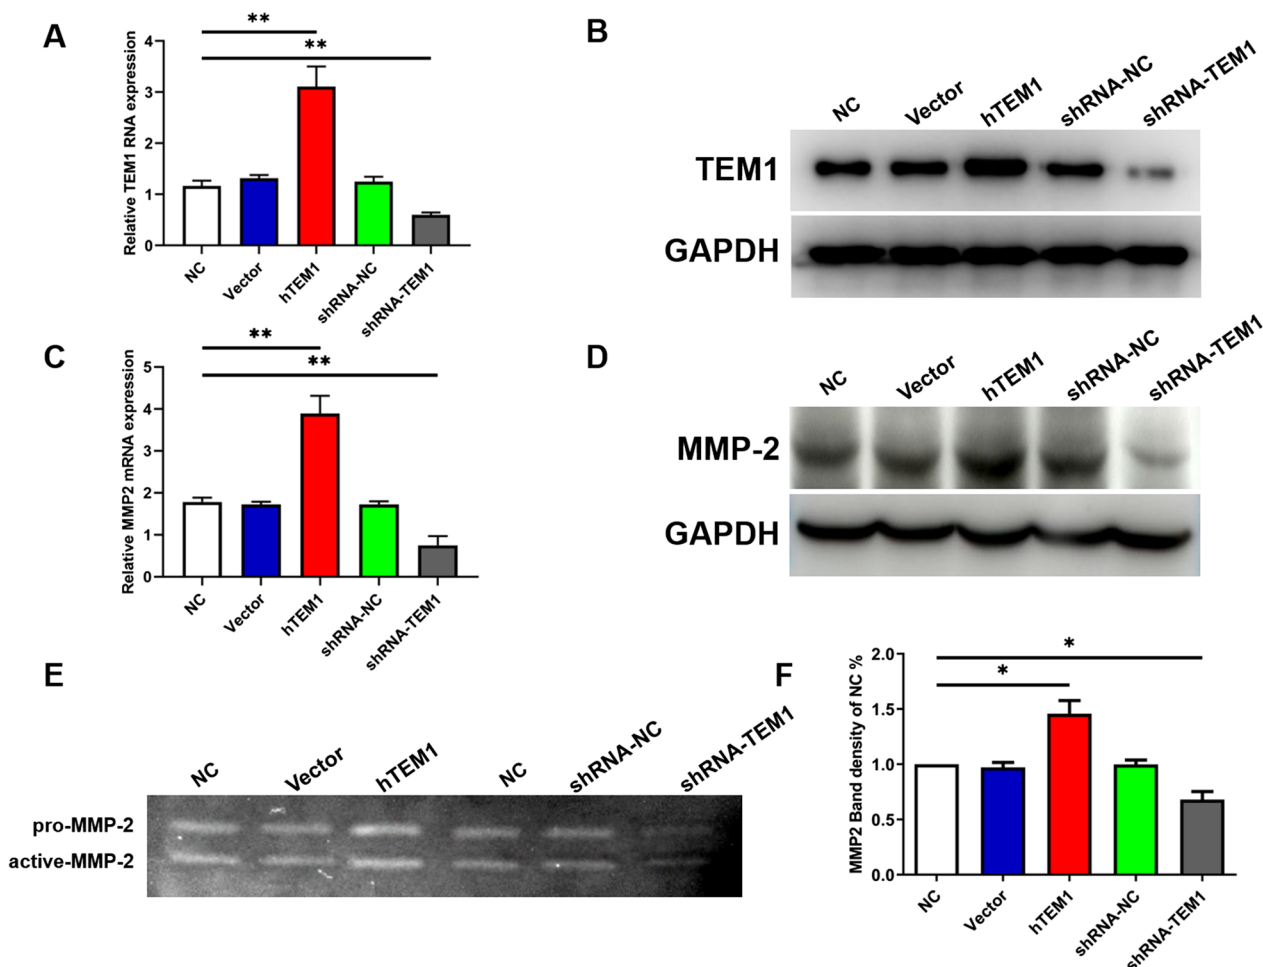 A
Relative TEM1 RNA expression
4
3
2
1
0
**
**
NC
Vector
hTEM1
shRNA-NC
shRNA-TEM1
B
NC
Vector
hTEM1
shRNA-NC
shRNA-TEM1
TEM1
GAPDH
C
Relative MMP2 mRNA expression
5
4
3
2
1
0
**
**
NC
Vector
hTEM1
shRNA-NC
shRNA-TEM1
D
NC
Vector
hTEM1
shRNA-NC
shRNA-TEM1
MMP-2
GAPDH
E
NC
Vector
hTEM1
NC
shRNA-NC
shRNA-TEM1
pro-MMP-2
active-MMP-2
F
MMP2 Band density of NC %
2.0
1.5
1.0
0.5
0.0
*
*
NC
Vector
hTEM1
shRNA-NC
shRNA-TEM1